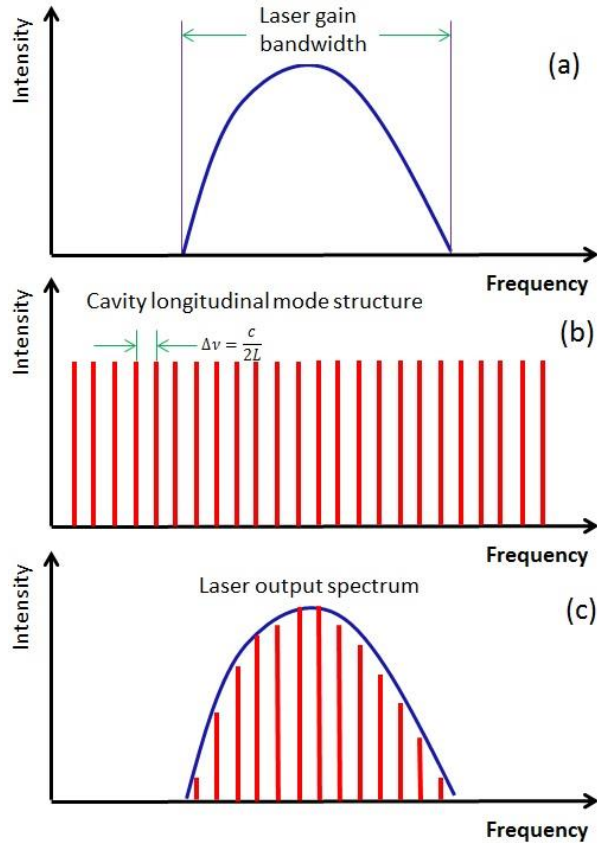 Intensity
Laser gain
bandwidth
(a)
Frequency
Intensity
Cavity longitudinal mode structure
Δν = c/2L
(b)
Frequency
Intensity
Laser output spectrum
(c)
Frequency